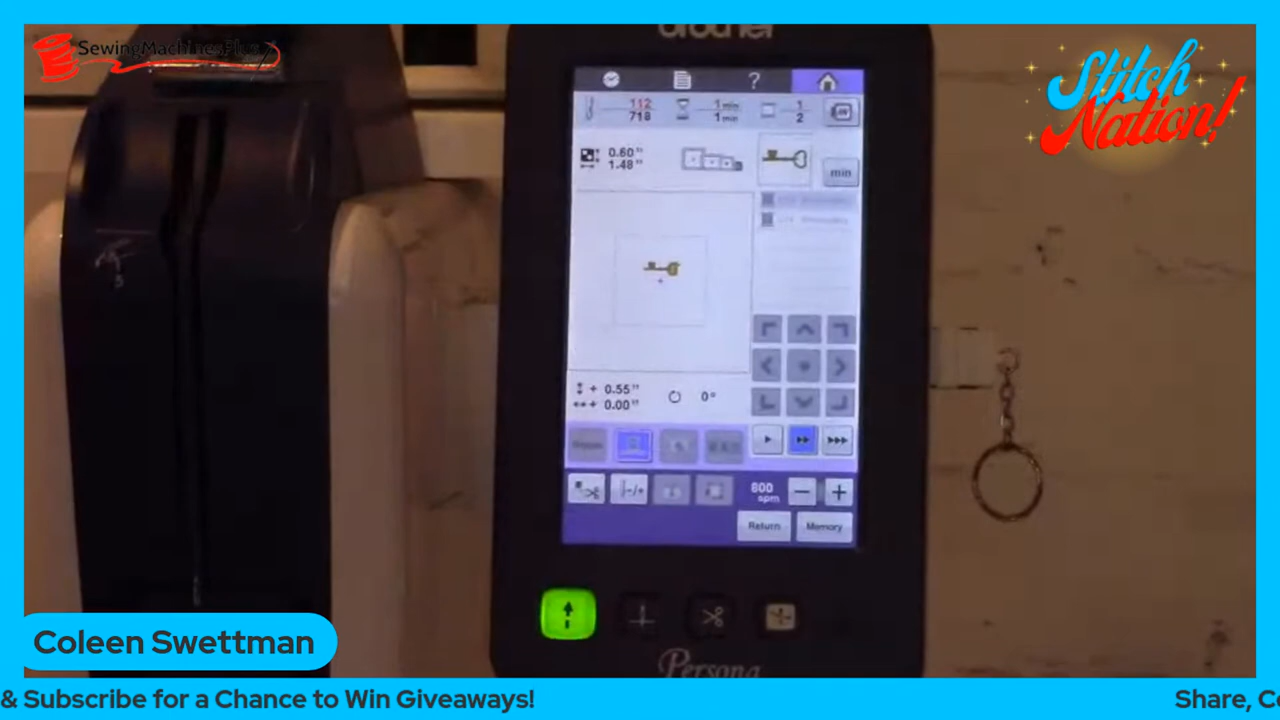 SewingMachinesPlus
Stitch
Nation!
brother
?
112
718
1 min
1 min
1
2
0.60"
1.48"
min
+ 0.55"
+ 0.00"
0°
600
spm
Return
Memory
Persona
Coleen Swettman
& Subscribe for a Chance to Win Giveaways!
Share, Co